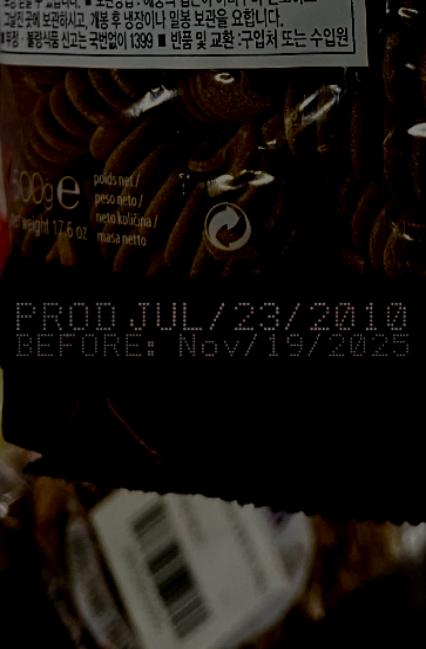 그늘진 곳에 보관하시고, 개봉 후 냉장이나 밀봉 보관을 요합니다.
부정·불량식품 신고는 국번없이 1399 ■ 반품 및 교환 :구입처 또는 수입원
500g e
net weight 17.6 oz
poids net /
peso neto /
neto količina /
masa netto
PROD JUL/23/2010
BEFORE: Nov/19/2025